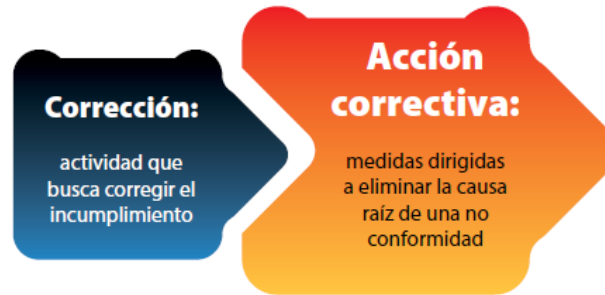 Corrección:
actividad que
busca corregir el
incumplimiento
Acción
correctiva:
medidas dirigidas
a eliminar la causa
raíz de una no
conformidad